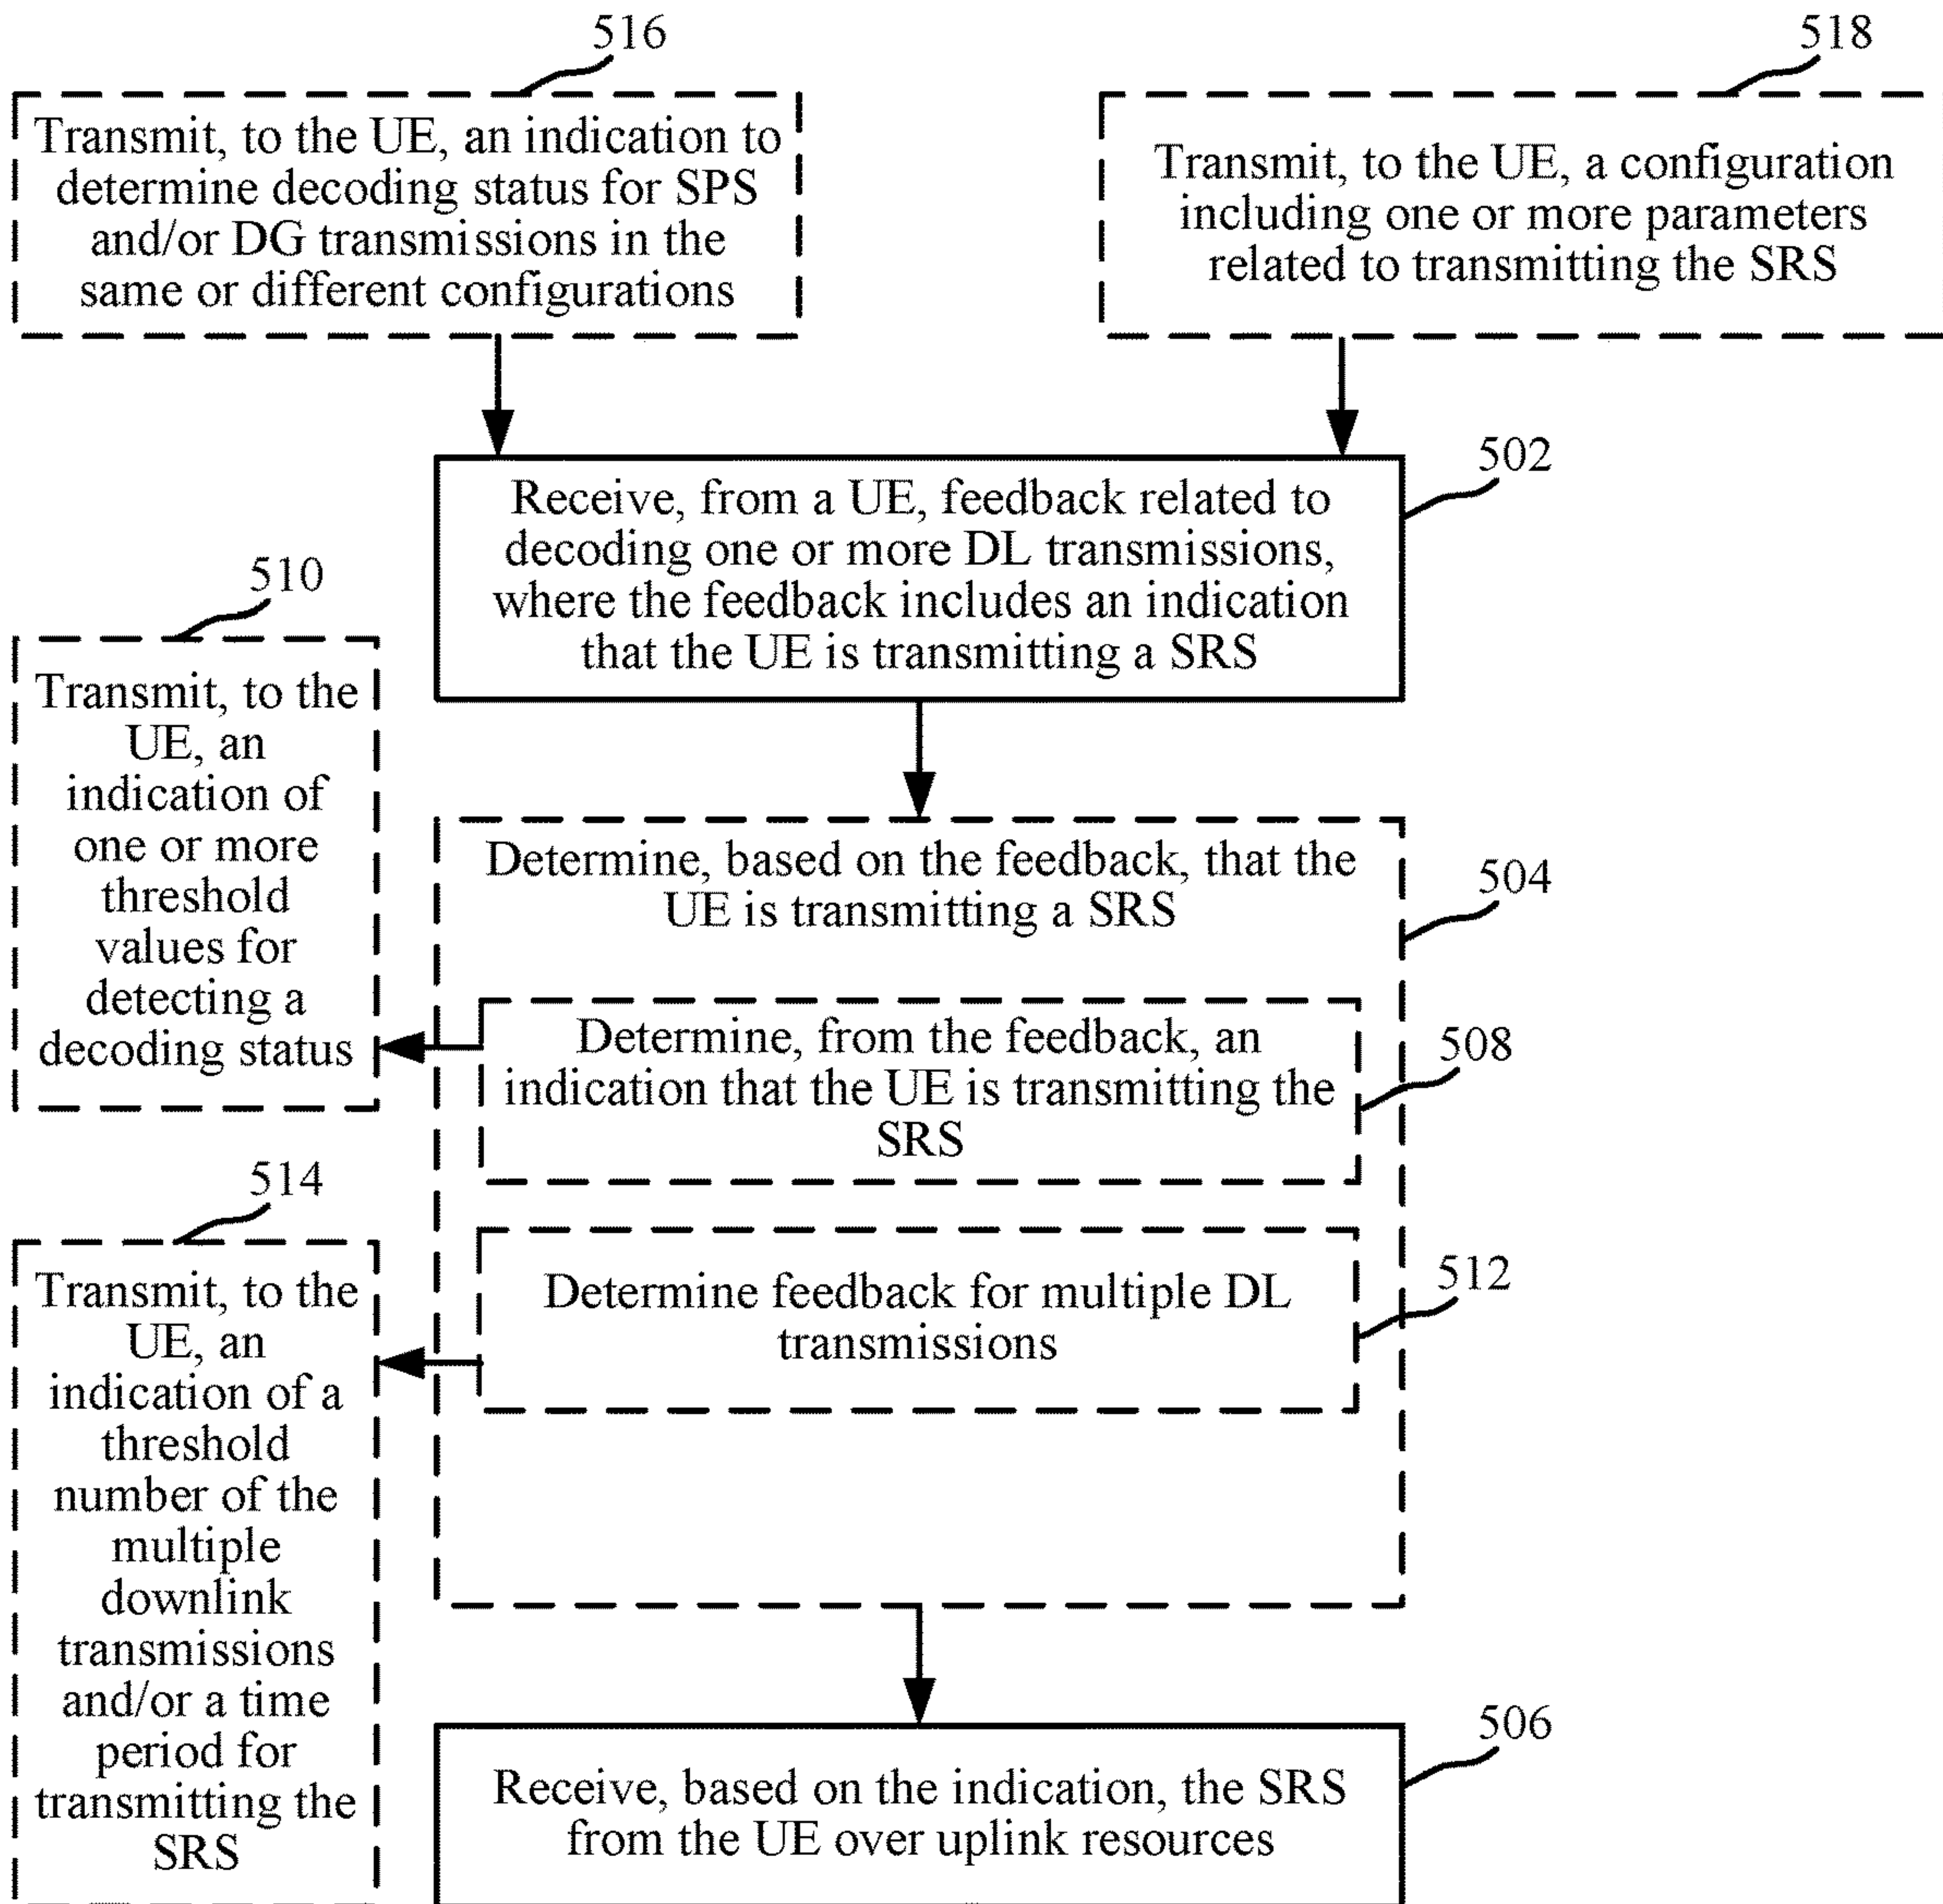 516
Transmit, to the UE, an indication to
determine decoding status for SPS
and/or DG transmissions in the
same or different configurations
518
Transmit, to the UE, a configuration
including one or more parameters
related to transmitting the SRS
502
Receive, from a UE, feedback related to
decoding one or more DL transmissions,
where the feedback includes an indication
that the UE is transmitting a SRS
510
Transmit, to the
UE, an
indication of
one or more
threshold
values for
detecting a
decoding status
504
Determine, based on the feedback, that the
UE is transmitting a SRS
508
Determine, from the feedback, an
indication that the UE is transmitting the
SRS
514
Transmit, to the
UE, an
indication of a
threshold
number of the
multiple
downlink
transmissions
and/or a time
period for
transmitting the
SRS
512
Determine feedback for multiple DL
transmissions
506
Receive, based on the indication, the SRS
from the UE over uplink resources